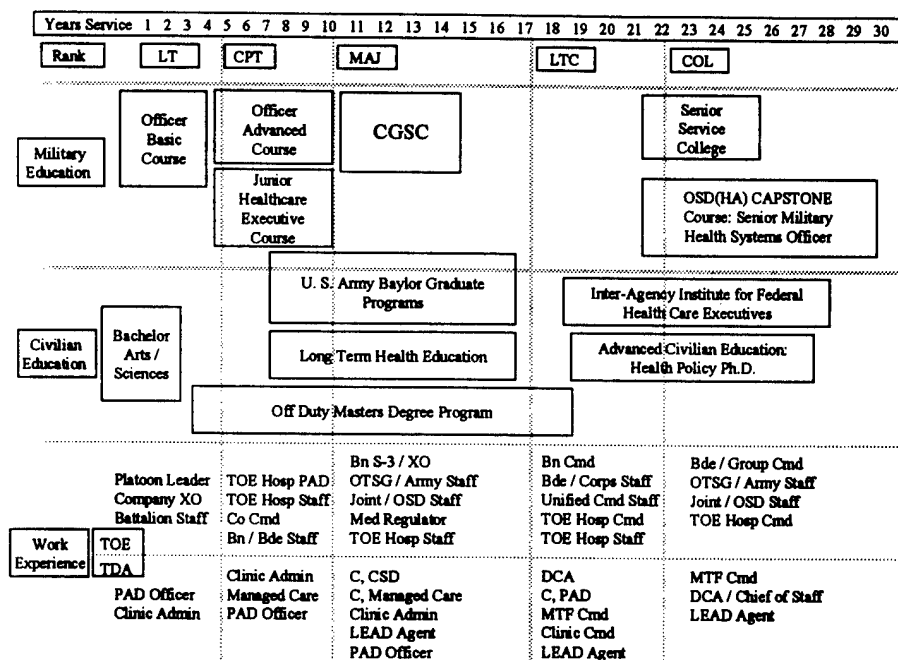 Years Service 1 2 3 4 5 6 7 8 9 10 11 12 13 14 15 16 17 18 19 20 21 22 23 24 25 26 27 28 29 30
Rank LT CPT MAJ LTC COL
Military
Education
Officer
Basic
Course
Officer
Advanced
Course
Junior
Healthcare
Executive
Course
CGSC
Senior
Service
College
OSD(HA) CAPSTONE
Course: Senior Military
Health Systems Officer
Civilian
Education
Bachelor
Arts /
Sciences
U. S. Army Baylor Graduate
Programs
Long Term Health Education
Off Duty Masters Degree Program
Inter-Agency Institute for Federal
Health Care Executives
Advanced Civilian Education:
Health Policy Ph.D.
Work
Experience
TOE
Platoon Leader
Company XO
Battalion Staff
TOE Hosp PAD
TOE Hosp Staff
Co Cmd
Bn / Bde Staff
Bn S-3 / XO
OTSG / Army Staff
Joint / OSD Staff
Med Regulator
TOE Hosp Staff
Bn Cmd
Bde / Corps Staff
Unified Cmd Staff
TOE Hosp Cmd
TOE Hosp Staff
Bde / Group Cmd
OTSG / Army Staff
Joint / OSD Staff
TOE Hosp Cmd
TDA
PAD Officer
Clinic Admin
Clinic Admin
Managed Care
PAD Officer
C, CSD
C, Managed Care
Clinic Admin
LEAD Agent
PAD Officer
DCA
C, PAD
MTF Cmd
Clinic Cmd
LEAD Agent
MTF Cmd
DCA / Chief of Staff
LEAD Agent